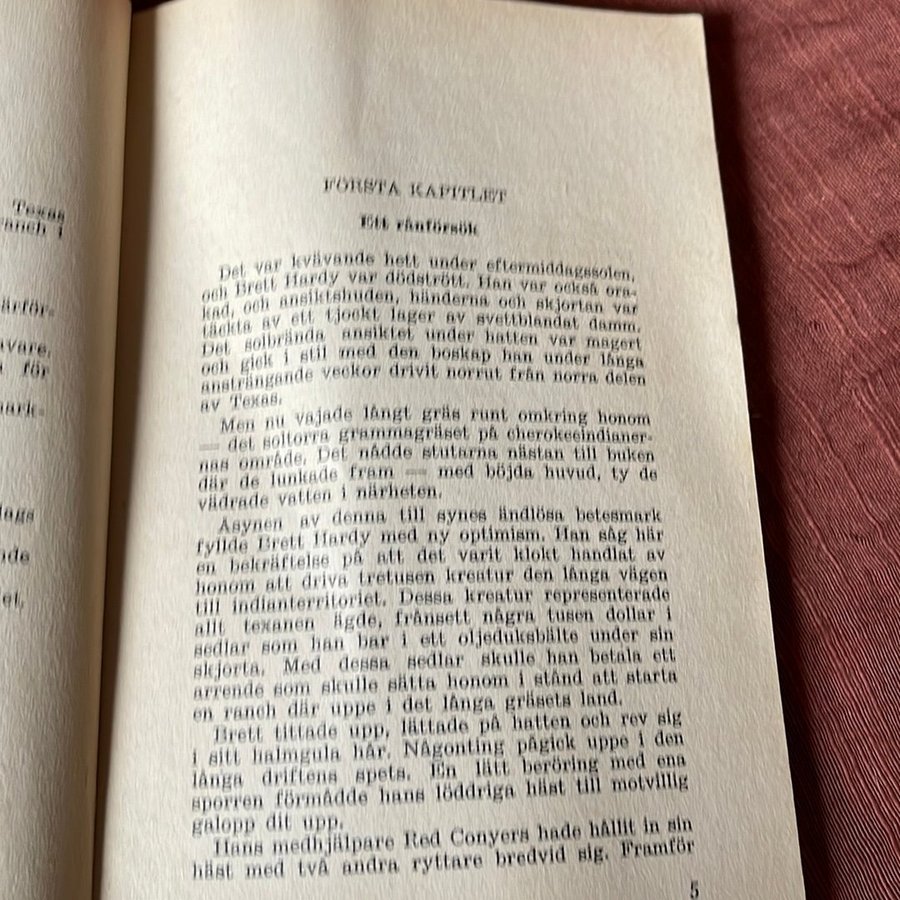 Texas
ranch i
ärför-
avare.
för
ark-
dags
nde
et,
FÖRSTA KAPITLET
Ett rånförsök
Det var kvävande hett under eftermiddagssolen,
och Brett Hardy var dödstrött. Han var också ora-
kad, och ansiktshuden, händerna och skjortan var
täckta av ett tjockt lager av svettblandat damm.
Det solbrända ansiktet under hatten var magert
och gick i stil med den boskap han under långa
ansträngande veckor drivit norrut från norra delen
av Texas.
Men nu vajade långt gräs runt omkring honom
— det soltorra grammagräset på cherokeeindianer-
nas område. Det nådde stutarna nästan till buken
där de lunkade fram — med böjda huvud, ty de
vädrade vatten i närheten.
Åsynen av denna till synes ändlösa betesmark
fyllde Brett Hardy med ny optimism. Han såg här
en bekräftelse på att det varit klokt handlat av
honom att driva tretusen kreatur den långa vägen
till indianterritoriet. Dessa kreatur representerade
allt texanen ägde, frånsett några tusen dollar i
sedlar som han bar i ett oljeduksbälte under sin
skjorta. Med dessa sedlar skulle han betala ett
arrende som skulle sätta honom i stånd att starta
en ranch där uppe i det långa gräsets land.
Brett tittade upp, lättade på hatten och rev sig
i sitt halmgula hår. Någonting pågick uppe i den
långa driftens spets. En lätt beröring med ena
sporren förmådde hans löddriga häst till motvillig
galopp dit upp.
Hans medhjälpare Red Conyers hade hållit in sin
häst med två andra ryttare bredvid sig. Framför
5